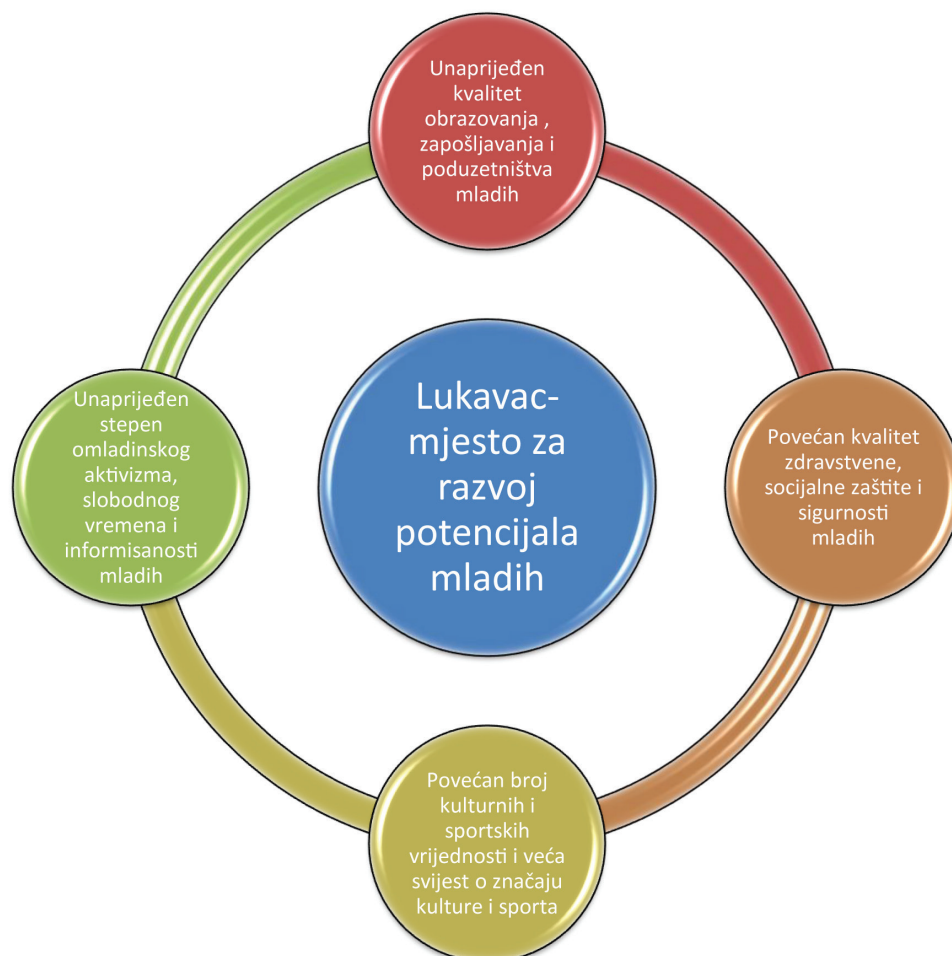 Unaprijeđen
kvalitet
obrazovanja ,
zapošljavanja i
poduzetništva
mladih
Lukavac-
mjesto za
razvoj
potencijala
mladih
Povećan kvalitet
zdravstvene,
socijalne zaštite i
sigurnosti
mladih
Povećan broj
kulturnih i
sportskih
vrijednosti i veća
svijest o značaju
kulture i sporta
Unaprijeđen
stepen
omladinskog
aktivizma,
slobodnog
vremena i
informisanosti
mladih